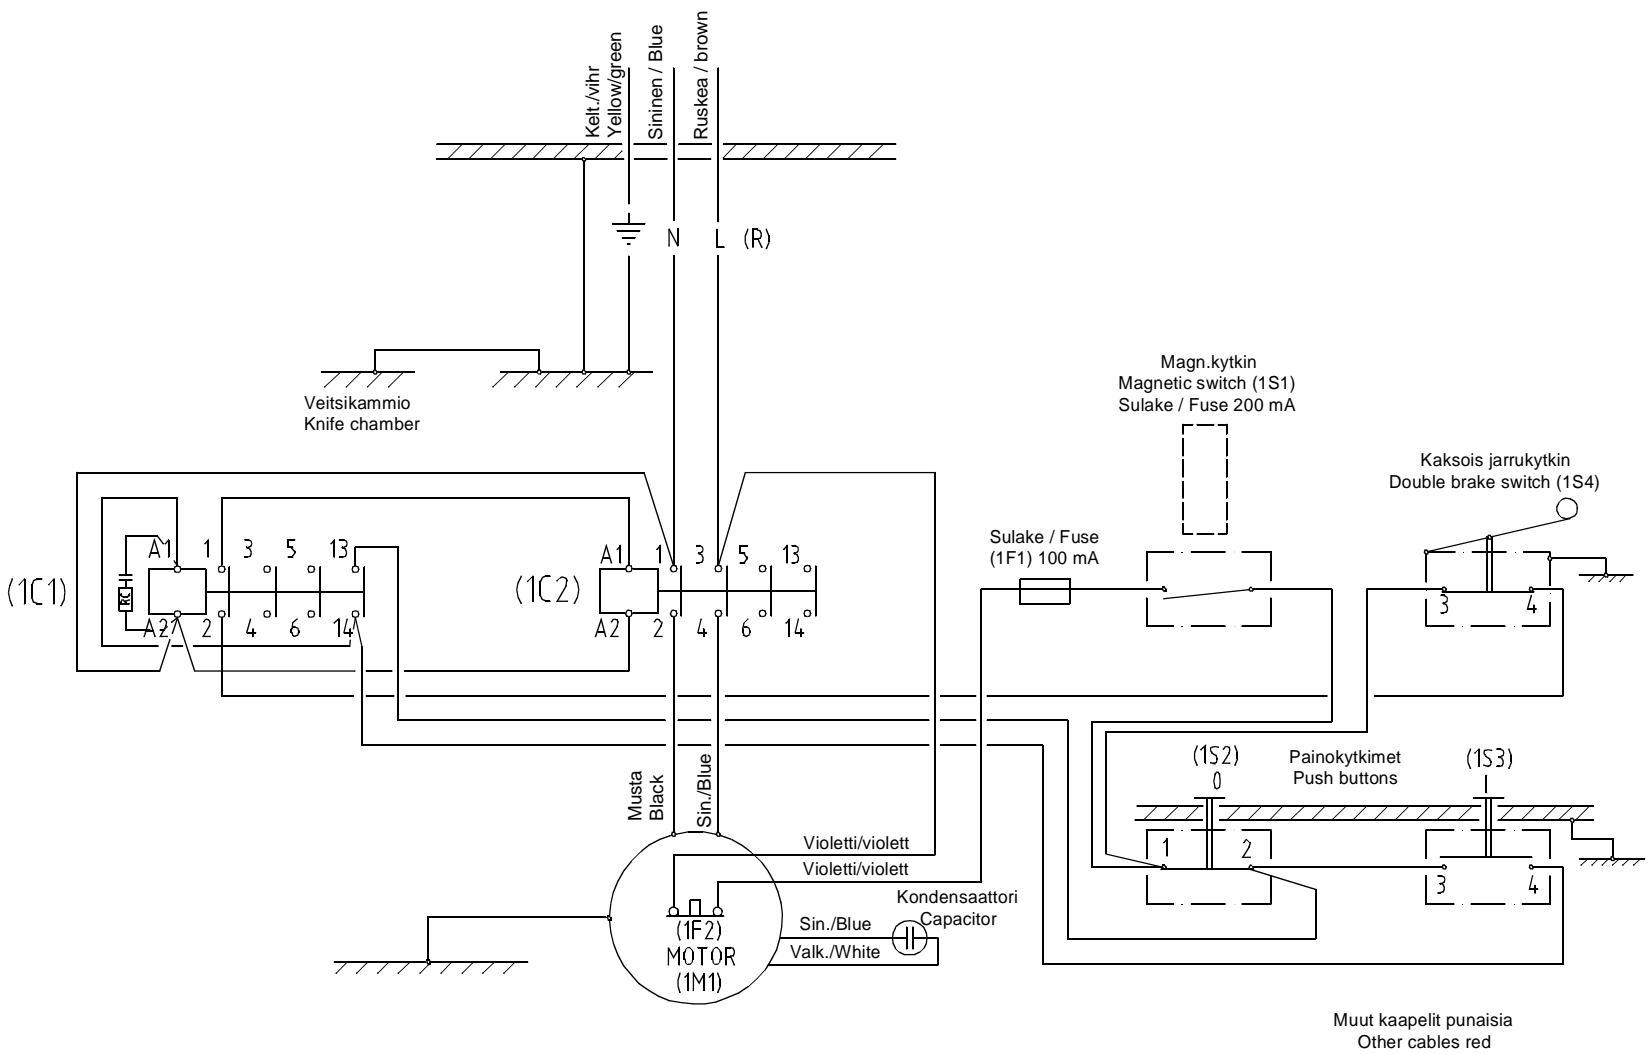 Kelt./vihr
Yellow/green
Sininen / Blue
Ruskea / brown
N
L (R)
Veitsikammio
Knife chamber
Magn.kytkin
Magnetic switch (1S1)
Sulake / Fuse 200 mA
Kaksois jarrukytkin
Double brake switch (1S4)
Sulake / Fuse
(1F1) 100 mA
(1C1)
A1 1 3 5 13
RC
A2 2 4 6 14
(1C2)
A1 1 3 5 13
A2 2 4 6 14
3 4
Musta
Black
Sin./Blue
(1S2)
0
Painokytkimet
Push buttons
(1S3)
I
1 2
3 4
Violetti/violett
Violetti/violett
Kondensaattori
Capacitor
Sin./Blue
Valk./White
(1F2)
MOTOR
(1M1)
Muut kaapelit punaisia
Other cables red